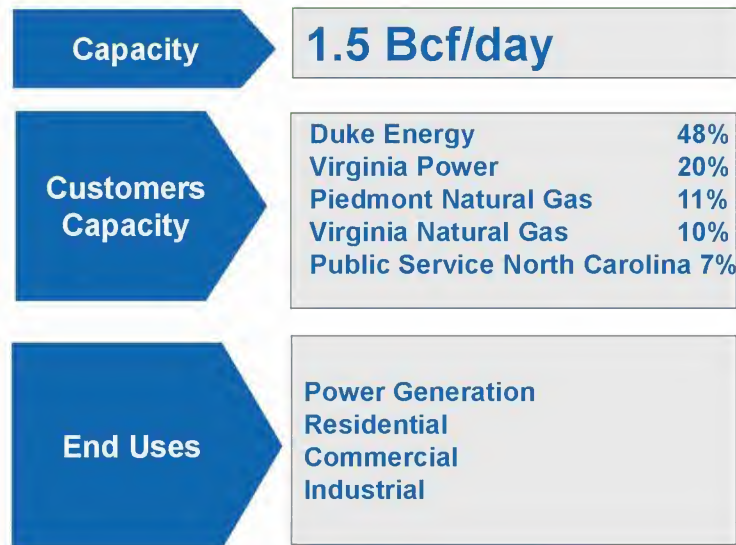 Capacity
1.5 Bcf/day
Customers
Capacity
Duke Energy 48%
Virginia Power 20%
Piedmont Natural Gas 11%
Virginia Natural Gas 10%
Public Service North Carolina 7%
End Uses
Power Generation
Residential
Commercial
Industrial